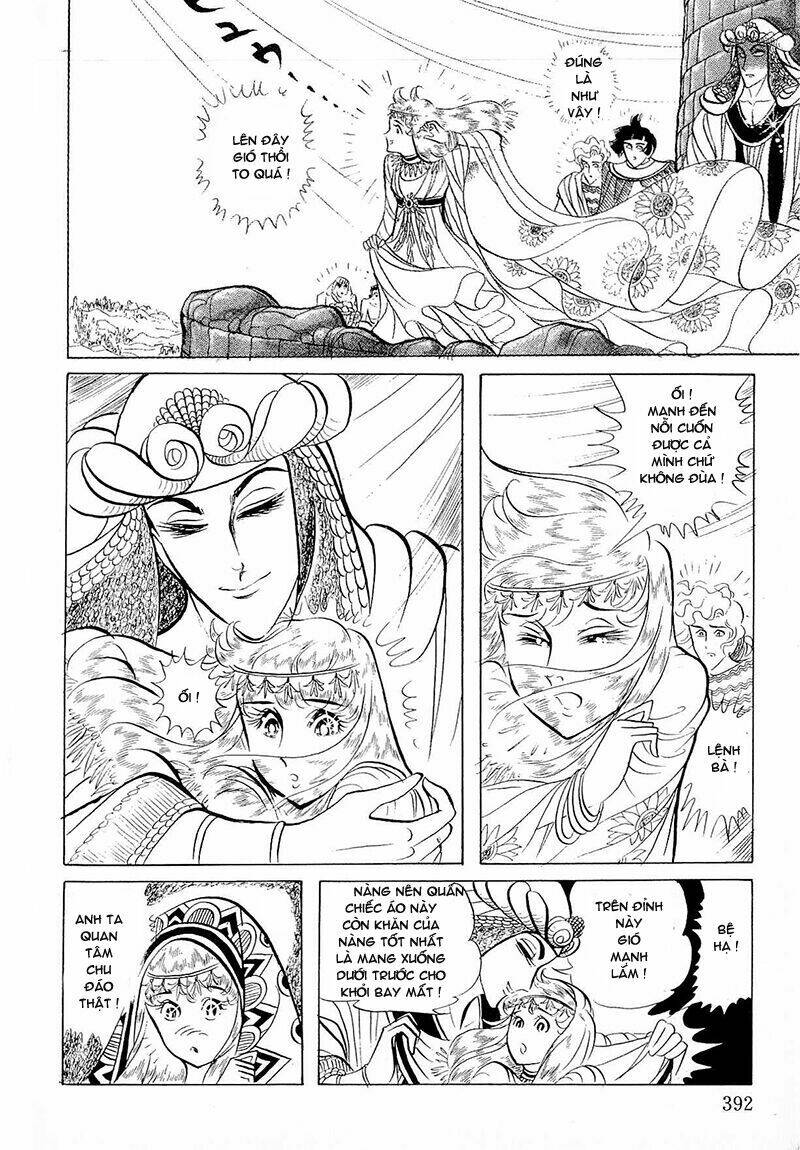 ĐÚNG
LÀ
NHƯ
VẬY !
LÊN ĐÂY
GIÓ THỔI
TO QUÁ !
ỐI !
MẠNH ĐẾN
NỖI CUỐN
ĐƯỢC CẢ
MÌNH CHỨ
KHÔNG ĐÙA !
ỐI !
LỆNH
BÀ !
ANH TA
QUAN
TÂM
CHU
ĐÁO
THẬT !
NÀNG NÊN QUẤN
CHIẾC ÁO NÀY
CÒN KHĂN CỦA
NÀNG TỐT NHẤT
LÀ MANG XUỐNG
DƯỚI TRƯỚC CHO
KHỎI BAY MẤT !
TRÊN ĐỈNH
NÀY
GIÓ
MẠNH
LẮM !
BỆ
HẠ !
392